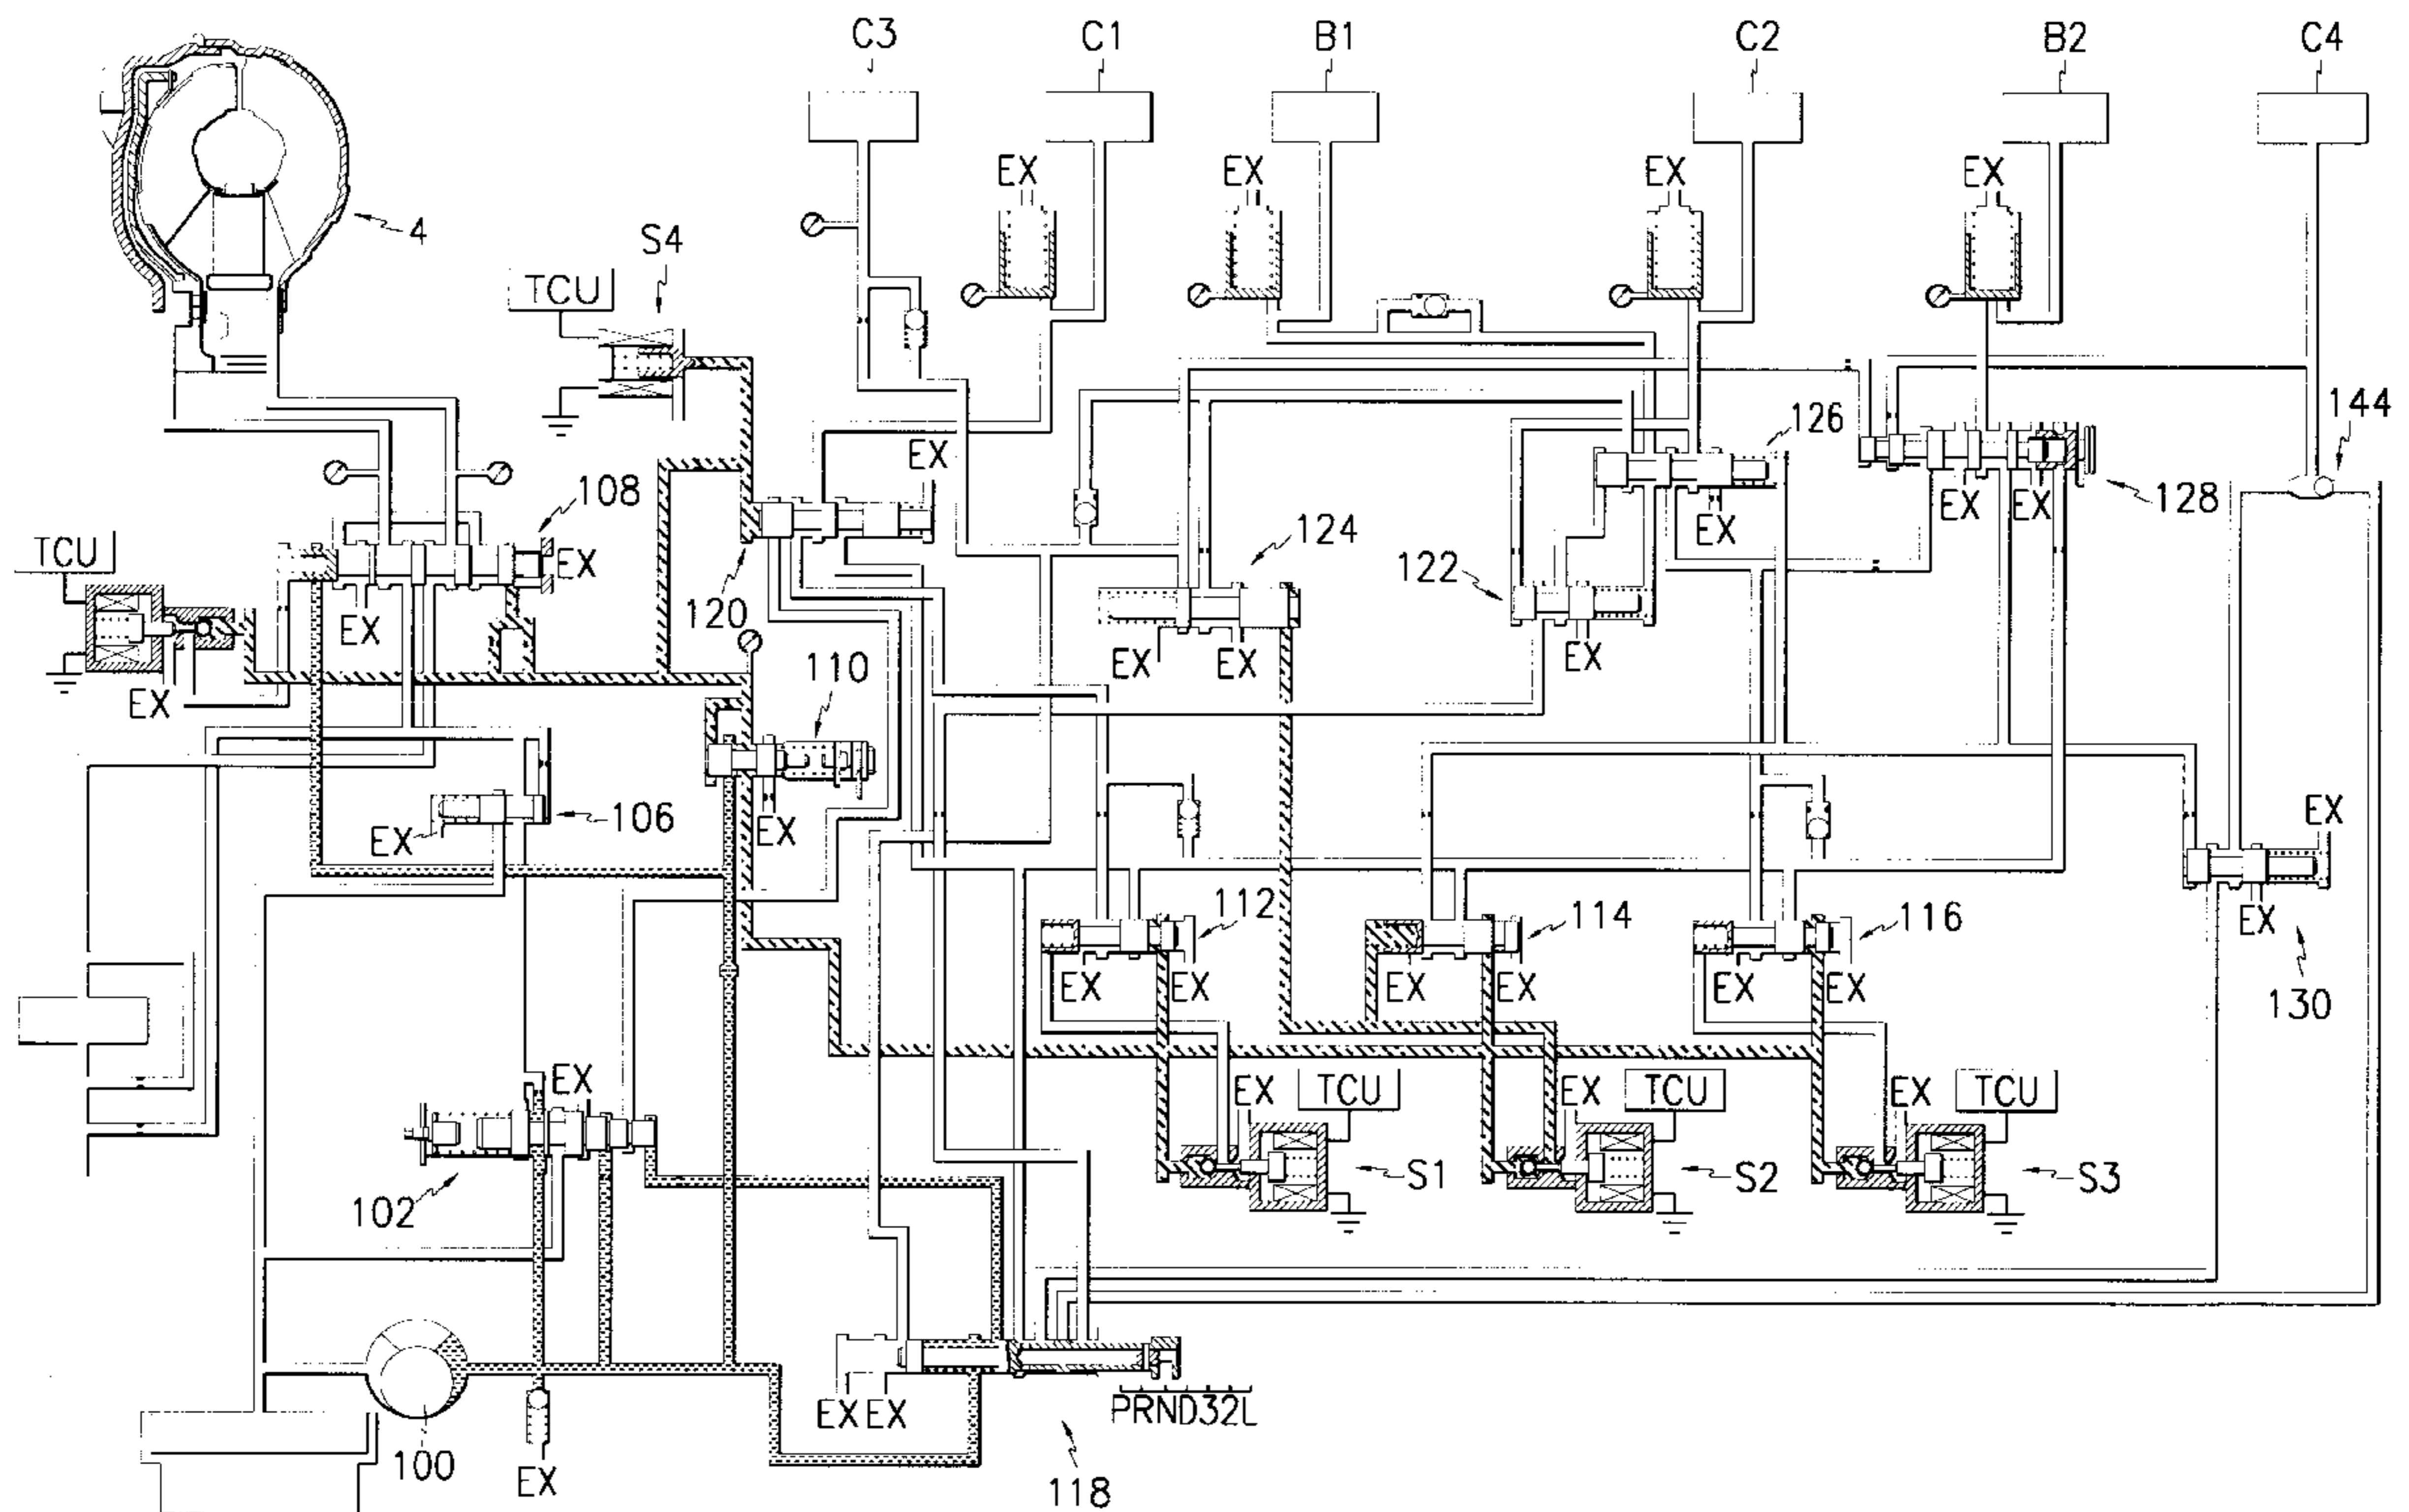 C3 C1 B1 C2 B2 C4
EX EX EX EX
4 S4
TCU
126 144
EX
108 EX EX 128
TCU 124 EX
EX 122
120
EX EX EX EX
EX
110
106 EX EX
EX
112 114 116 EX
EX EX EX EX EX EX 130
EX EX TCU EX TCU EX TCU
S1 S2 S3
102
EX EX PRND32L
100 EX 118